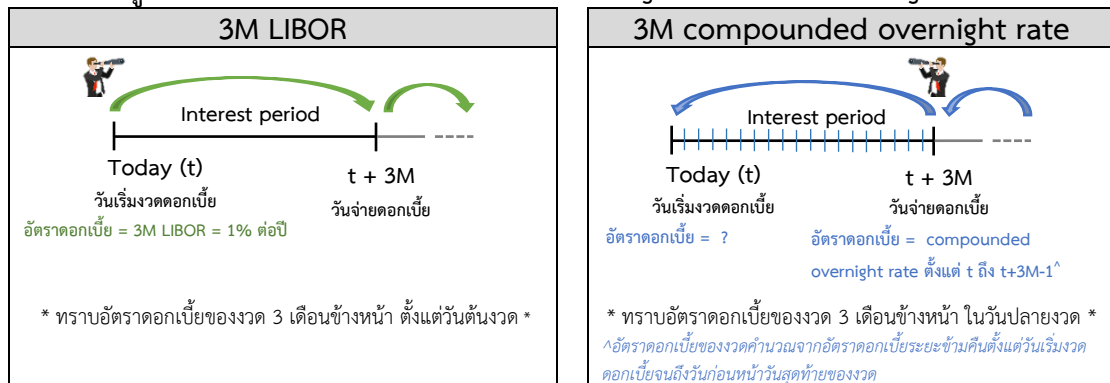 3M LIBOR
Interest period
Today (t)
t + 3M
วันเริ่มงวดดอกเบี้ย
วันจ่ายดอกเบี้ย
อัตราดอกเบี้ย = 3M LIBOR = 1% ต่อปี
* ทราบอัตราดอกเบี้ยของงวด 3 เดือนข้างหน้า ตั้งแต่วันต้นงวด *
3M compounded overnight rate
Interest period
Today (t)
t + 3M
วันเริ่มงวดดอกเบี้ย
วันจ่ายดอกเบี้ย
อัตราดอกเบี้ย = ?
อัตราดอกเบี้ย = compounded
overnight rate ตั้งแต่ t ถึง t+3M-1^
* ทราบอัตราดอกเบี้ยของงวด 3 เดือนข้างหน้า ในวันปลายงวด *
^อัตราดอกเบี้ยของงวดคำนวณจากอัตราดอกเบี้ยระยะข้ามคืนตั้งแต่วันเริ่มงวด
ดอกเบี้ยจนถึงวันก่อนหน้าวันสุดท้ายของงวด